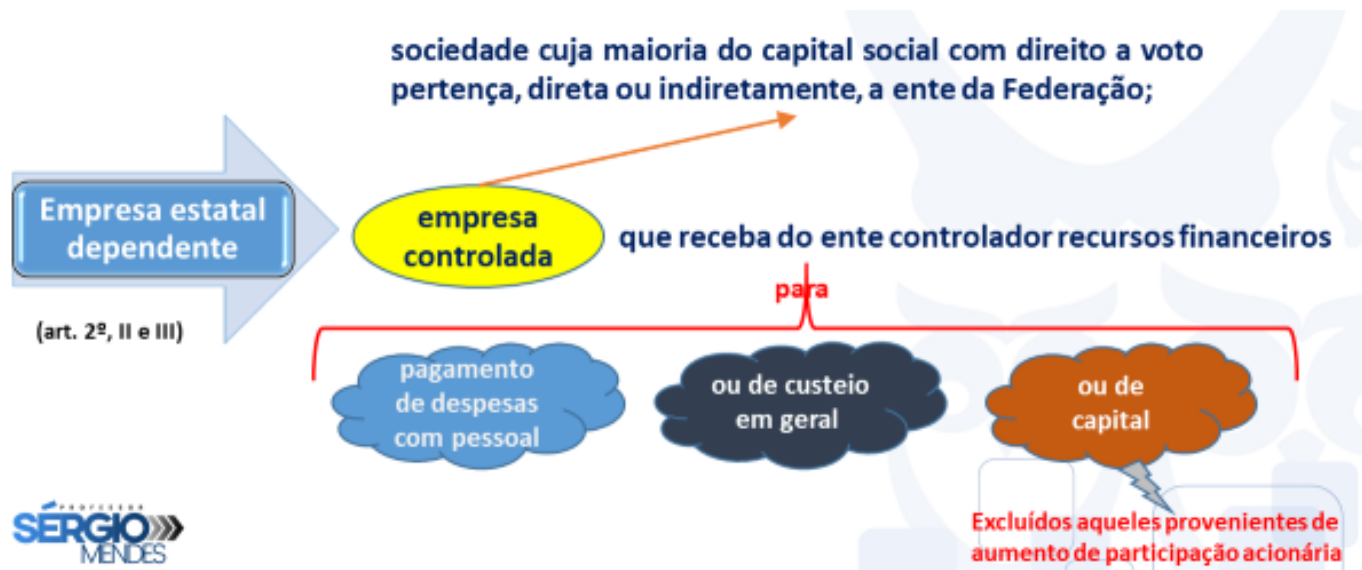 sociedade cuja maioria do capital social com direito a voto
pertença, direta ou indiretamente, a ente da Federação;
Empresa estatal
dependente
(art. 2º, II e III)
empresa
controlada
que receba do ente controlador recursos financeiros
para
pagamento
de despesas
com pessoal
ou de custeio
em geral
ou de
capital
Excluídos aqueles provenientes de
aumento de participação acionária
PROFESSOR
SÉRGIO
MENDES